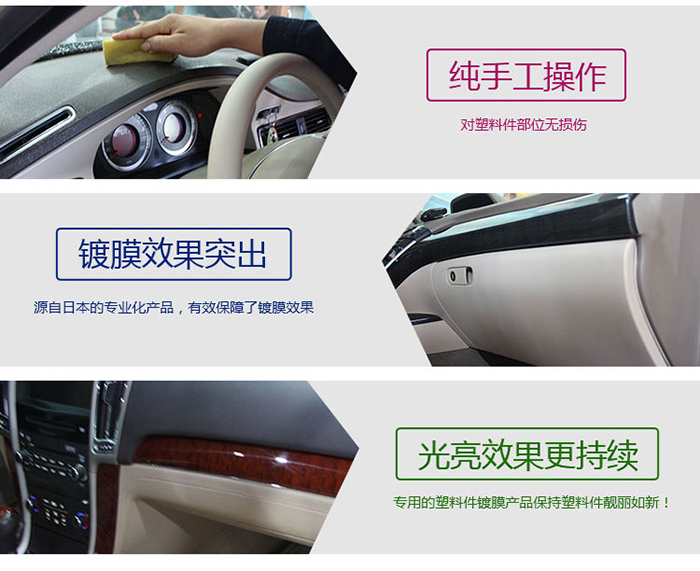 纯手工操作
对塑料件部位无损伤
镀膜效果突出
源自日本的专业化产品，有效保障了镀膜效果
光亮效果更持续
专用的塑料件镀膜产品保持塑料件靓丽如新！